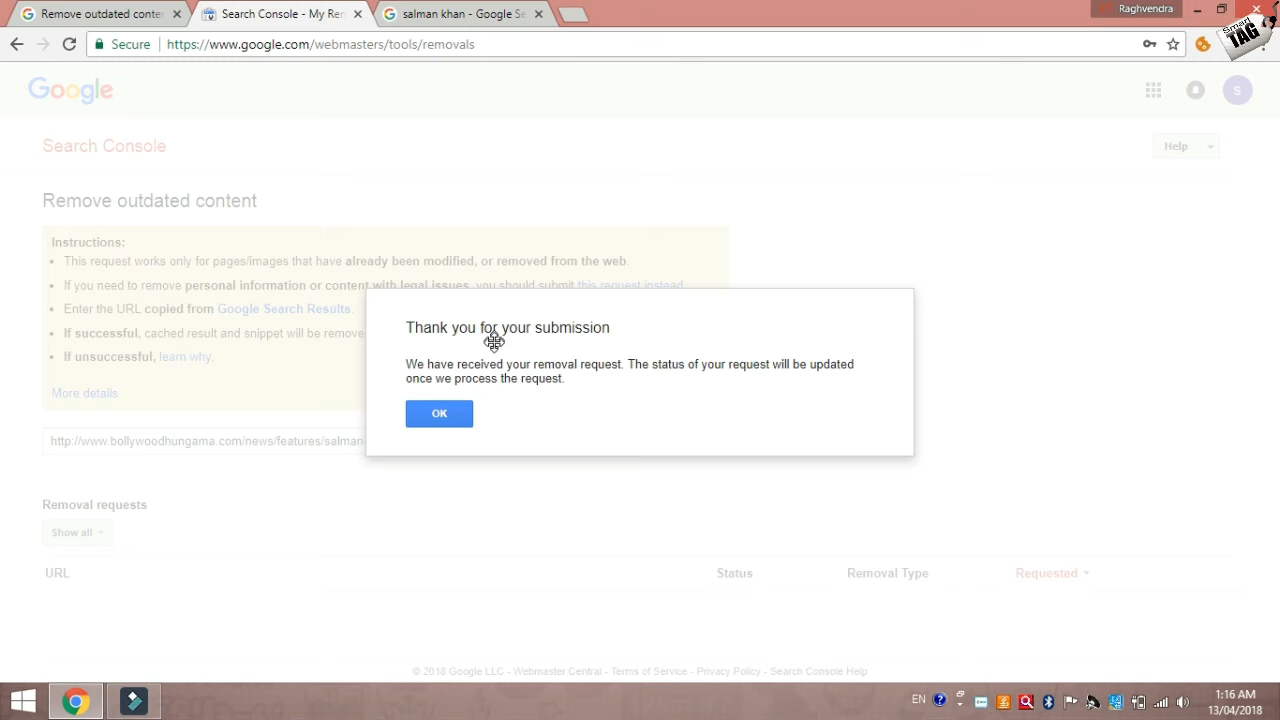 Remove outdated conten
Search Console - My Rem
salman khan - Google Se
Raghvendra
Smart TAG
Secure
https://www.google.com/webmasters/tools/removals
Google
S
Search Console
Help
Remove outdated content
Instructions:
This request works only for pages/images that have already been modified, or removed from the web.
If you need to remove personal information or content with legal issues, you should submit this request instead.
Enter the URL copied from Google Search Results.
If successful, cached result and snippet will be remove
If unsuccessful, learn why.
More details
Thank you for your submission
We have received your removal request. The status of your request will be updated
once we process the request.
OK
http://www.bollywoodhungama.com/news/features/salman-
Removal requests
Show all
URL Status Removal Type Requested
© 2018 Google LLC - Webmaster Central - Terms of Service - Privacy Policy - Search Console Help
EN
1:16 AM
13/04/2018